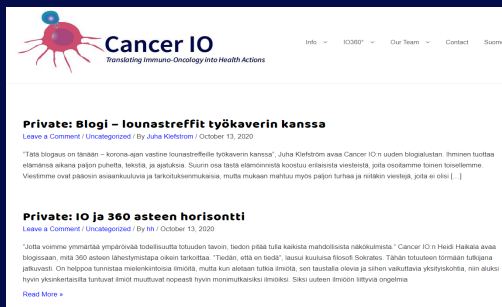 Cancer IO
Translating Immuno-Oncology into Health Actions
Info IO360° Our Team Contact Suome
Private: Blogi – lounastreffit työkaverin kanssa
Leave a Comment / Uncategorized / By Juha Klefstrom / October 13, 2020
"Tätä blogaus on tänään – korona-ajan vastine lounastreffeille työkaverin kanssa", Juha Klefström avaa Cancer IO:n uuden blogialustan. Ihminen tuottaa
elämänsä aikana paljon puhetta, tekstiä, ja ajatuksia. Suurin osa tästä elämöinnistä koostuu erilaisista viesteistä, joita osoitamme toinen toisellemme.
Viestimme ovat pääosin asiaankuuluvia ja tarkoituksenmukaisia, mutta mukaan mahtuu myös paljon turhaa ja niitäkin viestejä, joita ei olisi […]
Private: IO ja 360 asteen horisontti
Leave a Comment / Uncategorized / By hh / October 13, 2020
"Jotta voimme ymmärtää ympäröivää todellisuutta totuuden tavoin, tiedon pitää tulla kaikista mahdollisista näkökulmista." Cancer IO:n Heidi Haikala avaa
blogissaan, mitä 360 asteen lähestymistapa oikein tarkoittaa. "Tiedän, että en tiedä", lausui kuuluisa filosofi Sokrates. Tähän totuuteen törmään tutkijana
jatkuvasti. On helppoa tunnistaa mielenkiintoisia ilmiöitä, mutta kun aletaan tutkia ilmiötä, sen taustalla olevia ja siihen vaikuttavia yksityiskohtia, niin aluksi
hyvin yksinkertaisilta tuntuvat ilmiöt muuttuvat nopeasti hyvin monimutkaisiksi ilmiöiksi. Siksi uuteen ilmiöön liittyviä ongelmia
Read More »